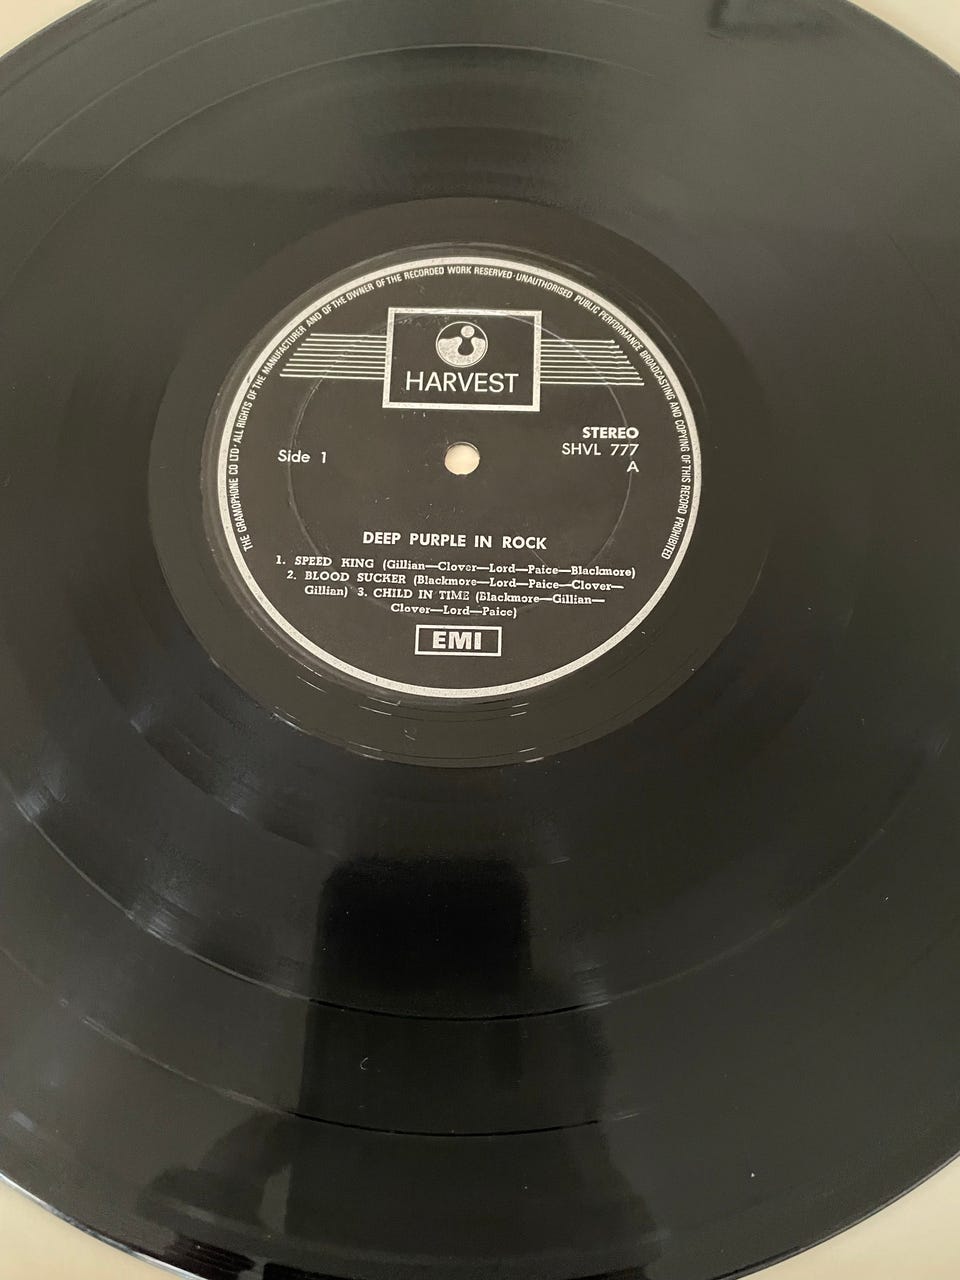 THE GRAMOPHONE CO LTD · ALL RIGHTS OF THE MANUFACTURER AND OF THE OWNER OF THE RECORDED WORK RESERVED · UNAUTHORISED PUBLIC PERFORMANCE BROADCASTING AND COPYING OF THIS RECORD PROHIBITED
HARVEST
STEREO
SHVL 777
Side 1
A
DEEP PURPLE IN ROCK
1. SPEED KING (Gillian—Clover—Lord—Paice—Blackmore)
2. BLOOD SUCKER (Blackmore—Lord—Paice—Clover—
Gillian) 3. CHILD IN TIME (Blackmore—Gillian—
Clover—Lord—Paice)
EMI